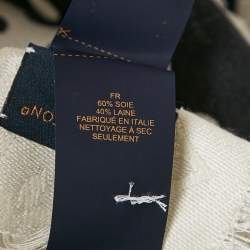 FR
60% SOIE
40% LAINE
FABRIQUÉ EN ITALIE
NETTOYAGE À SEC
SEULEMENT